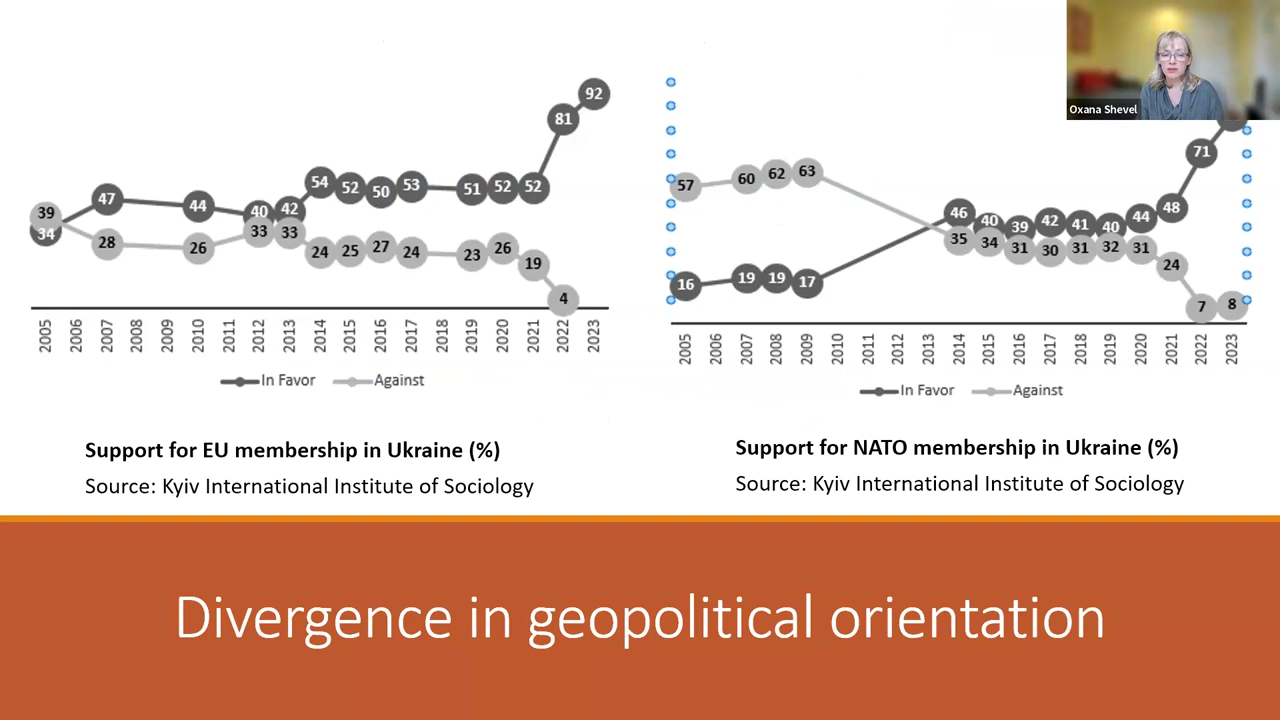 Oxana Shevel
92
81
54 52 50 53 51 52 52
47 44 40 42
39
34
28 26 33 33 24 25 27 24 23 26 19
4
2005 2006 2007 2008 2009 2010 2011 2012 2013 2014 2015 2016 2017 2018 2019 2020 2021 2022 2023
In Favor Against
Support for EU membership in Ukraine (%)
Source: Kyiv International Institute of Sociology
71
57 60 62 63
46 40 39 42 41 40 44 48
35 34 31 30 31 32 31 24
16 19 19 17
7 8
2005 2006 2007 2008 2009 2010 2011 2012 2013 2014 2015 2016 2017 2018 2019 2020 2021 2022 2023
In Favor Against
Support for NATO membership in Ukraine (%)
Source: Kyiv International Institute of Sociology
Divergence in geopolitical orientation